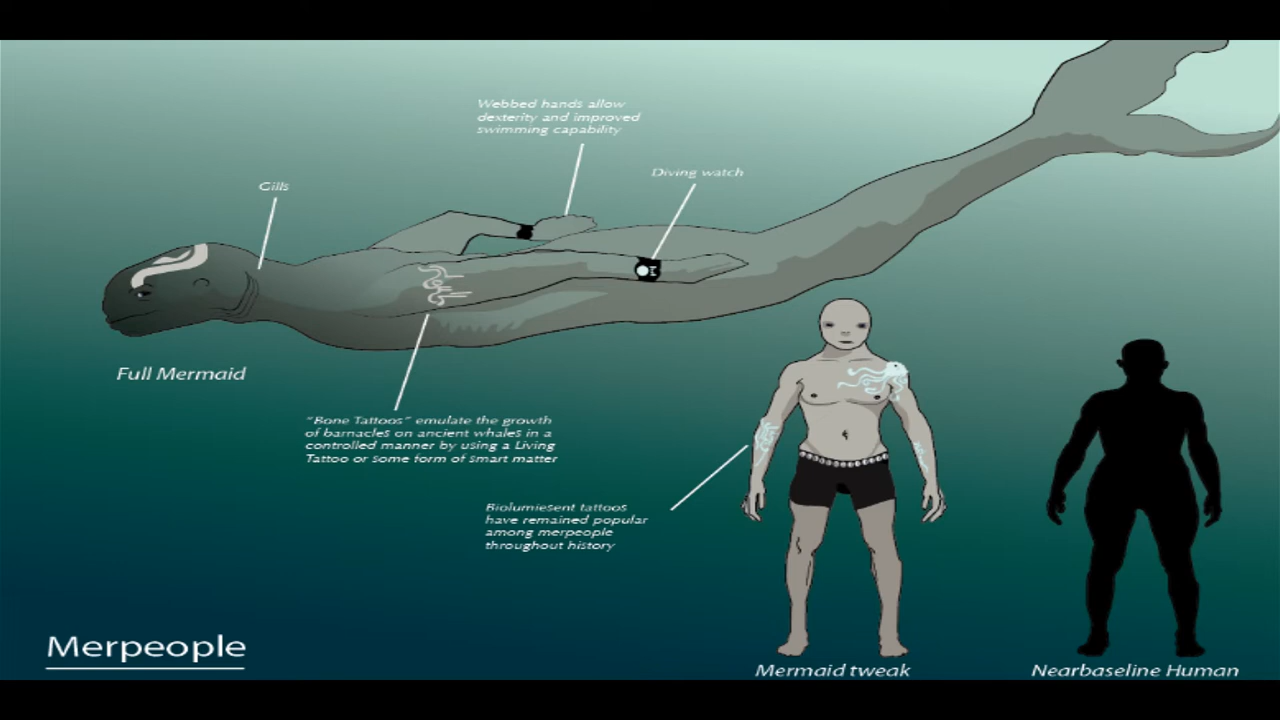 Webbed hands allow
dexterity and improved
swimming capability
Diving watch
Gills
Full Mermaid
"Bone Tattoos" emulate the growth
of barnacles on ancient whales in a
controlled manner by using a Living
Tattoo or some form of smart matter
Biolumiesent tattoos
have remained popular
among merpeople
throughout history
Merpeople
Mermaid tweak
Nearbaseline Human